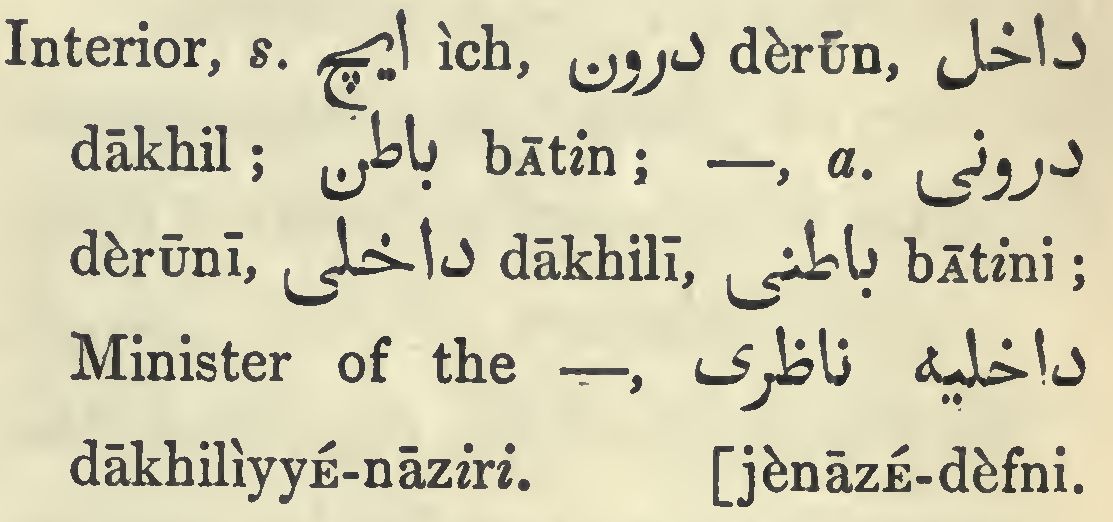 Interior, s. ايچ ìch, درون dèrūn, داخل
dākhil; باطن bĀtin; —, a. درونی
dèrūnī, داخلی dākhilī, باطنی bĀtini;
Minister of the —, داخلیه ناظری
dākhilìyyÉ-nāziri. [jènāzÉ-dèfni.